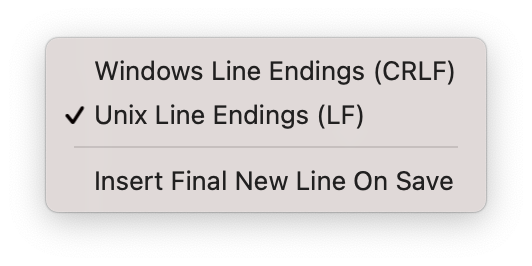 Windows Line Endings (CRLF)
✓ Unix Line Endings (LF)
Insert Final New Line On Save